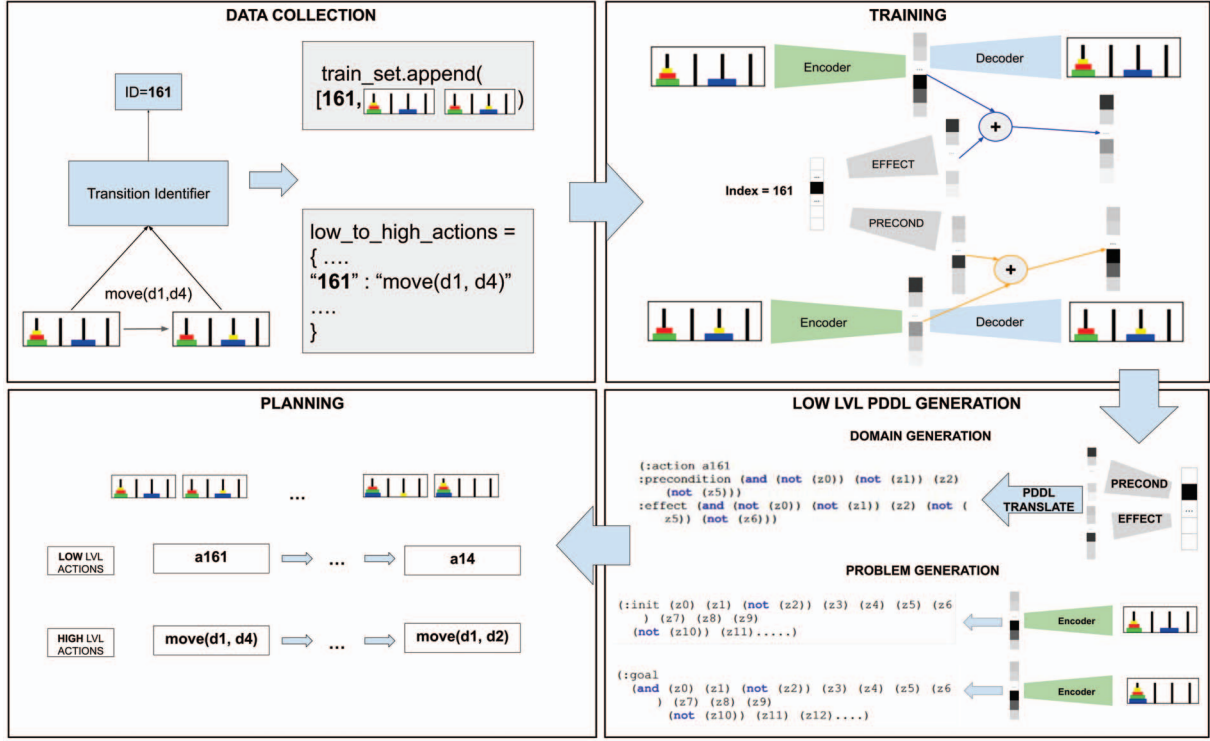 DATA COLLECTION
ID=161
Transition Identifier
move(d1,d4)
train_set.append(
[161,
)
low_to_high_actions =
{ ....
“161” : “move(d1, d4)”
....
}
TRAINING
Encoder
...
Decoder
+
...
...
EFFECT
Index = 161
...
...
PRECOND
...
...
+
Encoder
...
Decoder
PLANNING
...
LOW LVL
ACTIONS
a161
...
a14
HIGH LVL
ACTIONS
move(d1, d4)
...
move(d1, d2)
LOW LVL PDDL GENERATION
DOMAIN GENERATION
(:action a161
:precondition (and (not (z0)) (not (z1)) (z2)
(not (z5)))
:effect (and (not (z0)) (not (z1)) (z2) (not (
z5)) (not (z6)))
PDDL
TRANSLATE
PRECOND
EFFECT
...
PROBLEM GENERATION
(:init (z0) (z1) (not (z2)) (z3) (z4) (z5) (z6
) (z7) (z8) (z9)
(not (z10)) (z11).....)
Encoder
(:goal
(and (z0) (z1) (not (z2)) (z3) (z4) (z5) (z6
) (z7) (z8) (z9)
(not (z10)) (z11) (z12)....)
Encoder